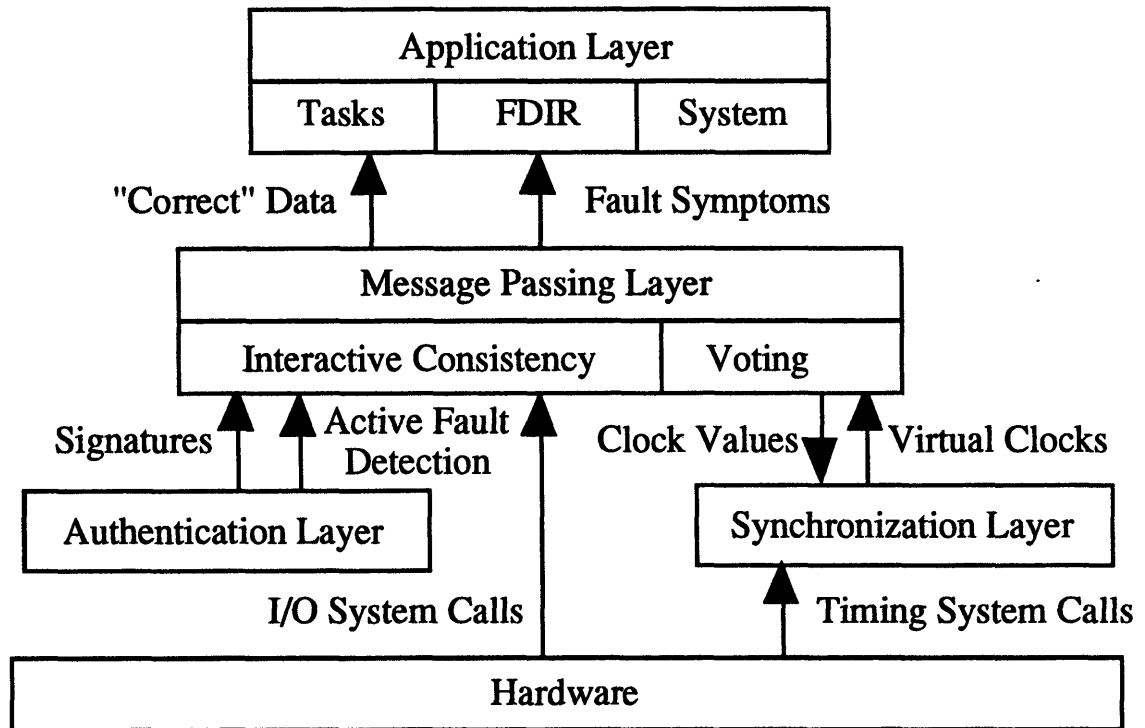 Application Layer
Tasks FDIR System
"Correct" Data Fault Symptoms
Message Passing Layer
Interactive Consistency Voting
Signatures Active Fault Detection Clock Values Virtual Clocks
Authentication Layer Synchronization Layer
I/O System Calls Timing System Calls
Hardware